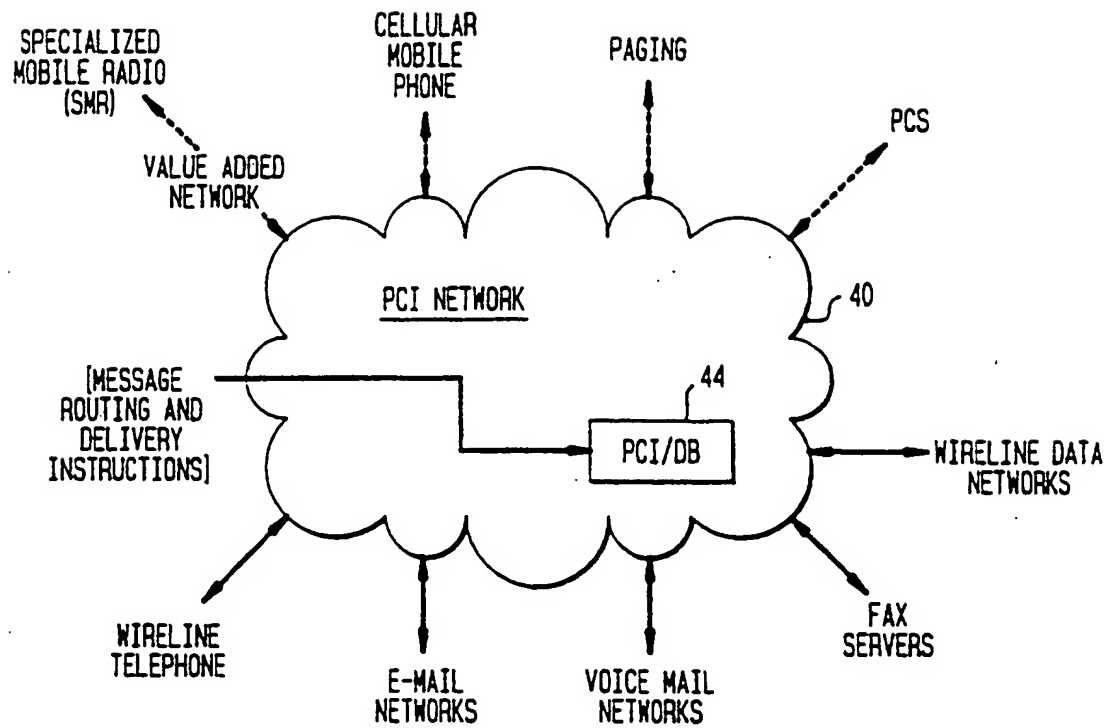 SPECIALIZED
MOBILE RADIO
(SMR)
CELLULAR
MOBILE
PHONE
PAGING
PCS
VALUE ADDED
NETWORK
PCI NETWORK
40
[MESSAGE
ROUTING AND
DELIVERY
INSTRUCTIONS]
44
PCI/DB
WIRELINE DATA
NETWORKS
WIRELINE
TELEPHONE
E-MAIL
NETWORKS
VOICE MAIL
NETWORKS
FAX
SERVERS